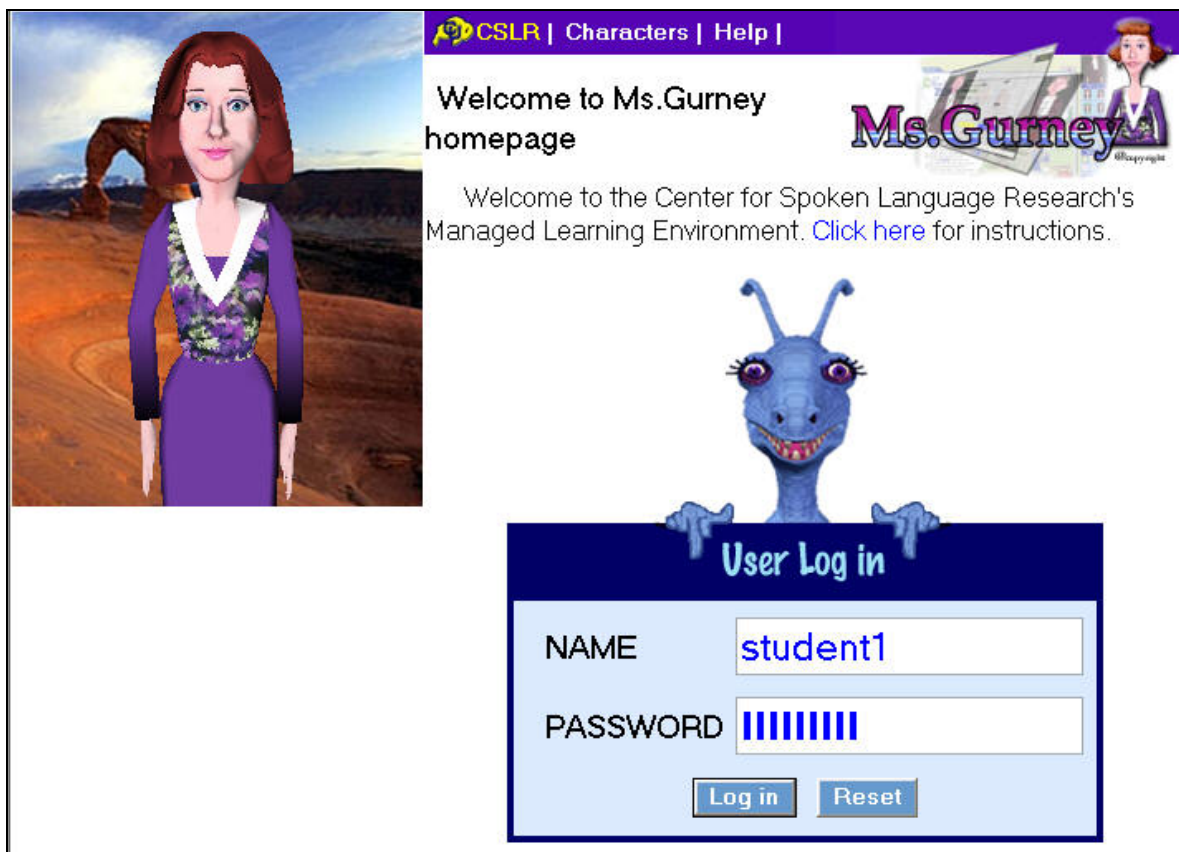 CSLR | Characters | Help |
Welcome to Ms.Gurney
homepage
Ms.Gurney
©copyright
Welcome to the Center for Spoken Language Research's
Managed Learning Environment. Click here for instructions.
User Log in
NAME student1
PASSWORD
Log in Reset